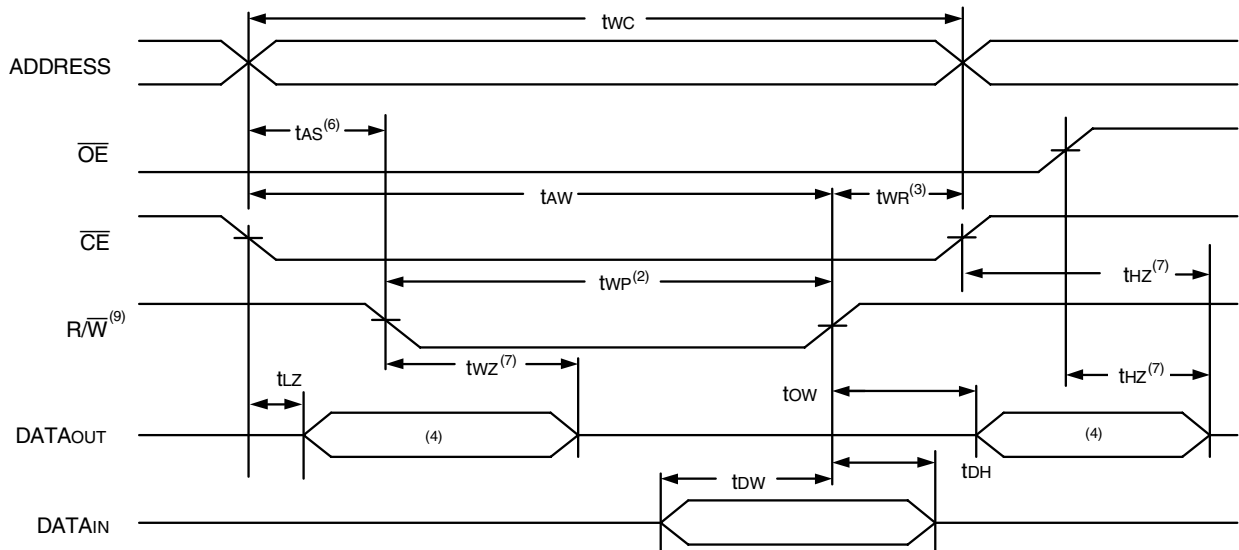 tWC
ADDRESS
tAS(6)
OE
tAW
tWR(3)
CE
tWP(2)
tHZ(7)
R/W(9)
tWZ(7)
tHZ(7)
tLZ
tOW
DATAOUT
(4)
(4)
tDW
tDH
DATAIN